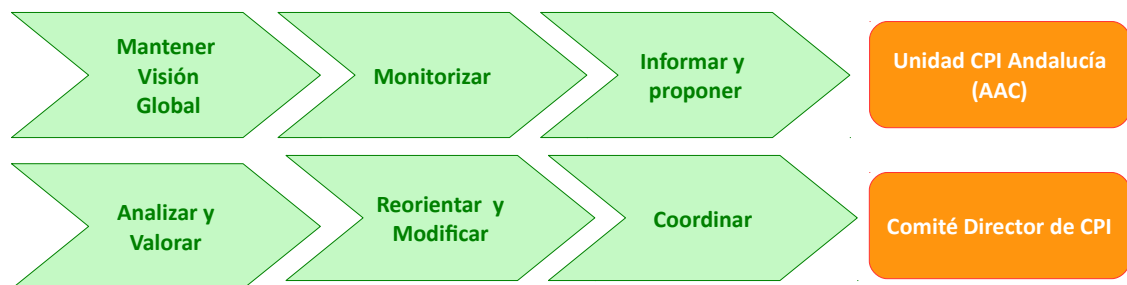 Mantener
Visión
Global
Monitorizar
Informar y
proponer
Unidad CPI Andalucía
(AAC)
Analizar y
Valorar
Reorientar y
Modificar
Coordinar
Comité Director de CPI